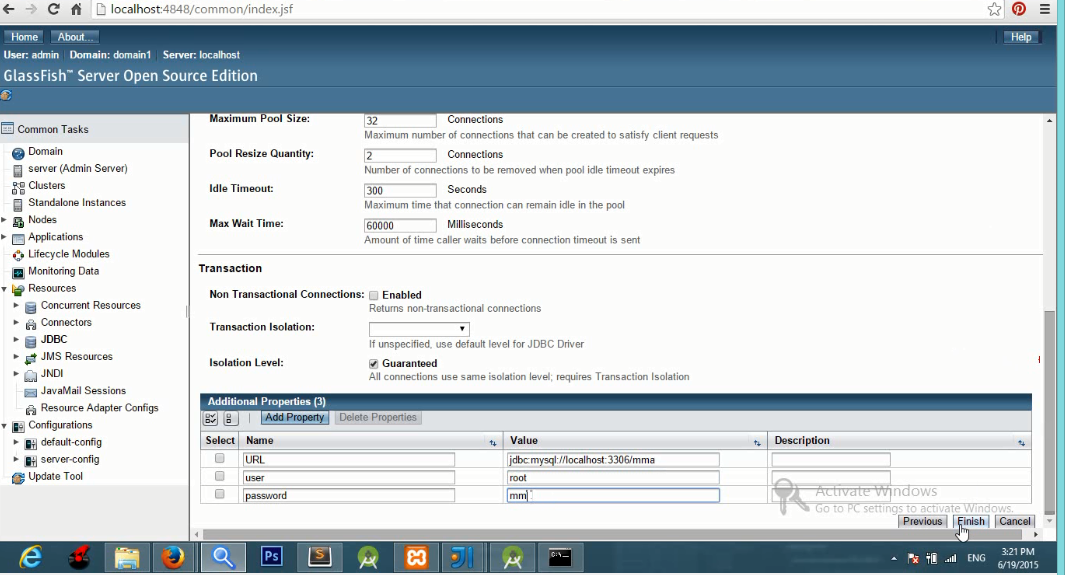 localhost:4848/common/index.jsf
Home About... Help
User: admin Domain: domain1 Server: localhost
GlassFish™ Server Open Source Edition
Common Tasks
Domain
server (Admin Server)
Clusters
Standalone Instances
Nodes
Applications
Lifecycle Modules
Monitoring Data
Resources
Concurrent Resources
Connectors
JDBC
JMS Resources
JNDI
JavaMail Sessions
Resource Adapter Configs
Configurations
default-config
server-config
Update Tool
Maximum Pool Size: 32 Connections
Maximum number of connections that can be created to satisfy client requests
Pool Resize Quantity: 2 Connections
Number of connections to be removed when pool idle timeout expires
Idle Timeout: 300 Seconds
Maximum time that connection can remain idle in the pool
Max Wait Time: 60000 Milliseconds
Amount of time caller waits before connection timeout is sent
Transaction
Non Transactional Connections: Enabled
Returns non-transactional connections
Transaction Isolation:
If unspecified, use default level for JDBC Driver
Isolation Level: Guaranteed
All connections use same isolation level; requires Transaction Isolation
Additional Properties (3)
Add Property Delete Properties
Select Name Value Description
URL jdbc:mysql://localhost:3306/mma
user root
password mm
Activate Windows
Go to PC settings to activate Windows.
Previous Finish Cancel
Ps S C:\. ENG 3:21 PM
6/19/2015